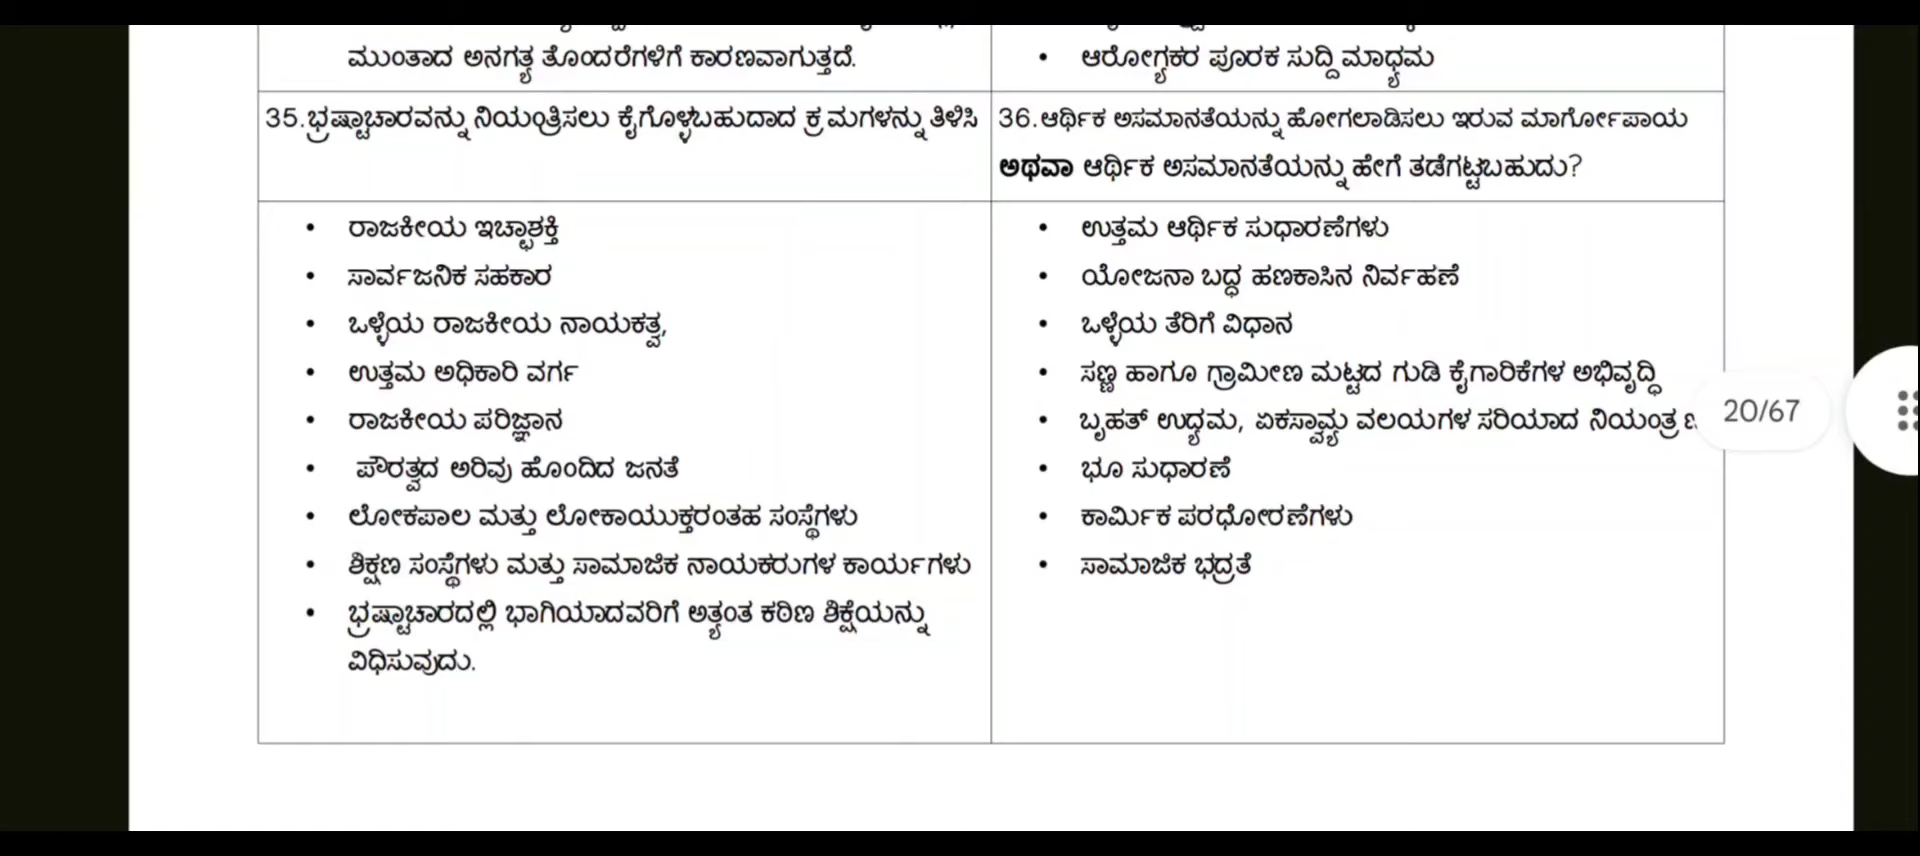 ಮುಂತಾದ ಅನಗತ್ಯ ತೊಂದರೆಗಳಿಗೆ ಕಾರಣವಾಗುತ್ತದೆ.
• ಆರೋಗ್ಯಕರ ಪೂರಕ ಸುದ್ದಿ ಮಾಧ್ಯಮ
35.ಭ್ರಷ್ಟಾಚಾರವನ್ನು ನಿಯಂತ್ರಿಸಲು ಕೈಗೊಳ್ಳಬಹುದಾದ ಕ್ರಮಗಳನ್ನು ತಿಳಿಸಿ
36.ಆರ್ಥಿಕ ಅಸಮಾನತೆಯನ್ನು ಹೋಗಲಾಡಿಸಲು ಇರುವ ಮಾರ್ಗೋಪಾಯ
ಅಥವಾ ಆರ್ಥಿಕ ಅಸಮಾನತೆಯನ್ನು ಹೇಗೆ ತಡೆಗಟ್ಟಬಹುದು?
• ರಾಜಕೀಯ ಇಚ್ಛಾಶಕ್ತಿ
• ಸಾರ್ವಜನಿಕ ಸಹಕಾರ
• ಒಳ್ಳೆಯ ರಾಜಕೀಯ ನಾಯಕತ್ವ,
• ಉತ್ತಮ ಅಧಿಕಾರಿ ವರ್ಗ
• ರಾಜಕೀಯ ಪರಿಜ್ಞಾನ
• ಪೌರತ್ವದ ಅರಿವು ಹೊಂದಿದ ಜನತೆ
• ಲೋಕಪಾಲ ಮತ್ತು ಲೋಕಾಯುಕ್ತರಂತಹ ಸಂಸ್ಥೆಗಳು
• ಶಿಕ್ಷಣ ಸಂಸ್ಥೆಗಳು ಮತ್ತು ಸಾಮಾಜಿಕ ನಾಯಕರುಗಳ ಕಾರ್ಯಗಳು
• ಭ್ರಷ್ಟಾಚಾರದಲ್ಲಿ ಭಾಗಿಯಾದವರಿಗೆ ಅತ್ಯಂತ ಕಠಿಣ ಶಿಕ್ಷೆಯನ್ನು
ವಿಧಿಸುವುದು.
• ಉತ್ತಮ ಆರ್ಥಿಕ ಸುಧಾರಣೆಗಳು
• ಯೋಜನಾ ಬದ್ಧ ಹಣಕಾಸಿನ ನಿರ್ವಹಣೆ
• ಒಳ್ಳೆಯ ತೆರಿಗೆ ವಿಧಾನ
• ಸಣ್ಣ ಹಾಗೂ ಗ್ರಾಮೀಣ ಮಟ್ಟದ ಗುಡಿ ಕೈಗಾರಿಕೆಗಳ ಅಭಿವೃದ್ಧಿ
• ಬೃಹತ್ ಉದ್ಯಮ, ಏಕಸ್ವಾಮ್ಯ ವಲಯಗಳ ಸರಿಯಾದ
• ಭೂ ಸುಧಾರಣೆ
• ಕಾರ್ಮಿಕ ಪರಧೋರಣೆಗಳು
• ಸಾಮಾಜಿಕ ಭದ್ರತೆ
20/67